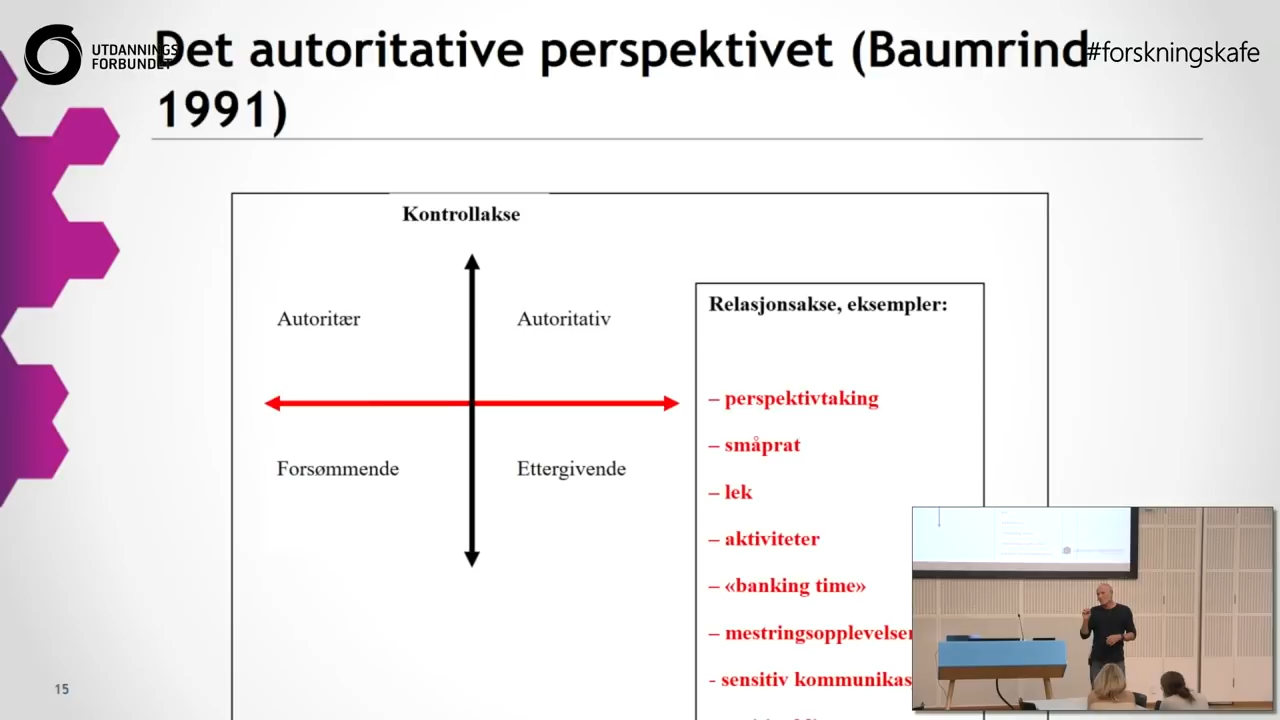 UTDANNINGS
FORBUNDET
Det autoritative perspektivet (Baumrind
1991)
#forskningskafe
Kontrollakse
Autoritær
Autoritativ
Forsømmende
Ettergivende
Relasjonsakse, eksempler:
– perspektivtaking
– småprat
– lek
– aktiviteter
– «banking time»
– mestringsopplevelser
- sensitiv kommunikas
15